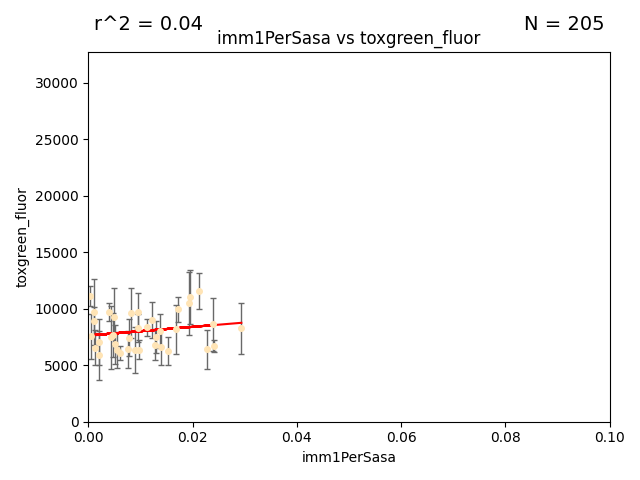 r^2 = 0.04
N = 205
imm1PerSasa vs toxgreen_fluor
30000
25000
20000
15000
10000
5000
0
toxgreen_fluor
0.00 0.02 0.04 0.06 0.08 0.10
imm1PerSasa